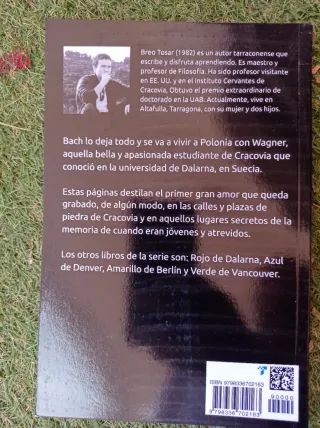 Breo Tosar (1982) es un autor tarraconense que
escribe y disfruta aprendiendo. Es maestro y
profesor de Filosofía. Ha sido profesor visitante
en EE. UU. y en el instituto Cervantes de
Cracovia, Obtuvo el premio extraordinario de
doctorado en la UAB. Actualmente, vive en
Altafulla, Tarragona, con su mujer y dos hijos.
Bach lo deja todo y se va a vivir a Polonia con Wagner,
aquella bella y apasionada estudiante de Cracovia que
conoció en la universidad de Dalarna, en Suecia.
Estas páginas destilan el primer gran amor que queda
grabado, de algún modo, en las calles y plazas de
piedra de Cracovia y en aquellos lugares secretos de la
memoria de cuando eran jóvenes y atrevidos.
Los otros libros de la serie son: Rojo de Dalarna, Azul
de Denver, Amarillo de Berlín y Verde de Vancouver.
ISBN 9798336702163
90000
9 798336 702163